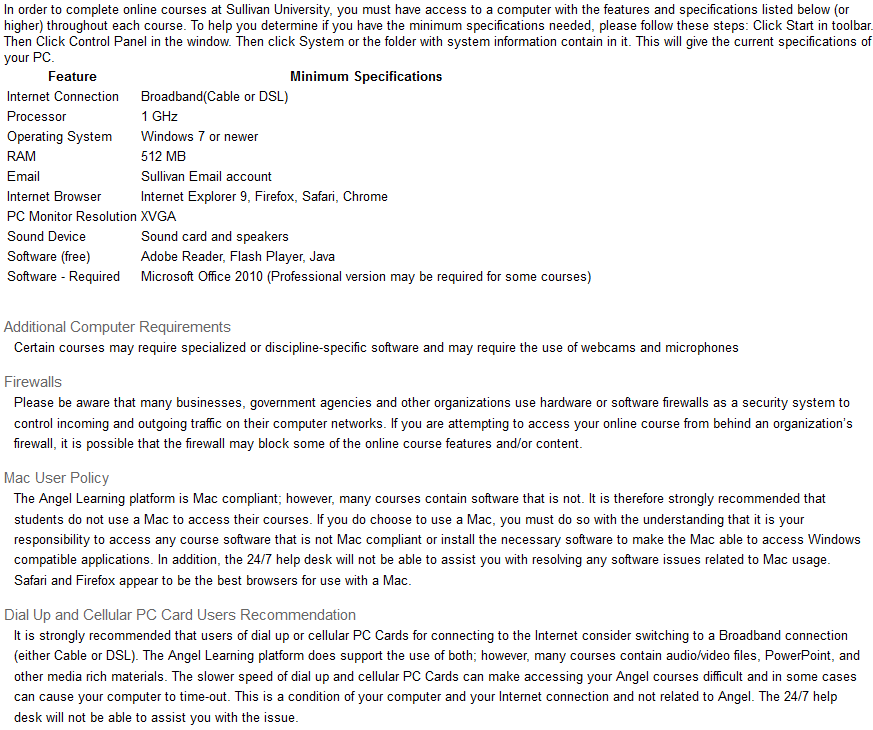 In order to complete online courses at Sullivan University, you must have access to a computer with the features and specifications listed below (or
higher) throughout each course. To help you determine if you have the minimum specifications needed, please follow these steps: Click Start in toolbar.
Then Click Control Panel in the window. Then click System or the folder with system information contain in it. This will give the current specifications of
your PC.
Feature Minimum Specifications
Internet Connection Broadband(Cable or DSL)
Processor 1 GHz
Operating System Windows 7 or newer
RAM 512 MB
Email Sullivan Email account
Internet Browser Internet Explorer 9, Firefox, Safari, Chrome
PC Monitor Resolution XVGA
Sound Device Sound card and speakers
Software (free) Adobe Reader, Flash Player, Java
Software - Required Microsoft Office 2010 (Professional version may be required for some courses)
Additional Computer Requirements
Certain courses may require specialized or discipline-specific software and may require the use of webcams and microphones
Firewalls
Please be aware that many businesses, government agencies and other organizations use hardware or software firewalls as a security system to
control incoming and outgoing traffic on their computer networks. If you are attempting to access your online course from behind an organization's
firewall, it is possible that the firewall may block some of the online course features and/or content.
Mac User Policy
The Angel Learning platform is Mac compliant; however, many courses contain software that is not. It is therefore strongly recommended that
students do not use a Mac to access their courses. If you do choose to use a Mac, you must do so with the understanding that it is your
responsibility to access any course software that is not Mac compliant or install the necessary software to make the Mac able to access Windows
compatible applications. In addition, the 24/7 help desk will not be able to assist you with resolving any software issues related to Mac usage.
Safari and Firefox appear to be the best browsers for use with a Mac.
Dial Up and Cellular PC Card Users Recommendation
It is strongly recommended that users of dial up or cellular PC Cards for connecting to the Internet consider switching to a Broadband connection
(either Cable or DSL). The Angel Learning platform does support the use of both; however, many courses contain audio/video files, PowerPoint, and
other media rich materials. The slower speed of dial up and cellular PC Cards can make accessing your Angel courses difficult and in some cases
can cause your computer to time-out. This is a condition of your computer and your Internet connection and not related to Angel. The 24/7 help
desk will not be able to assist you with the issue.